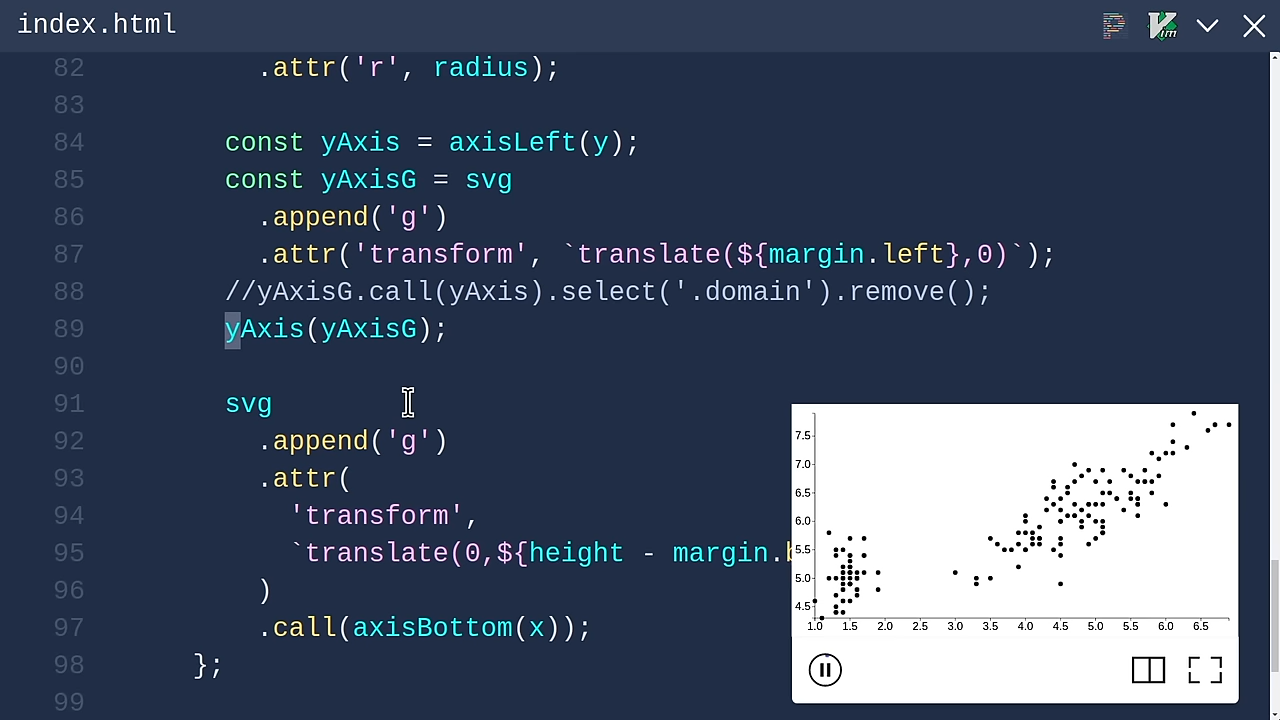 index.html
82 .attr('r', radius);
83
84 const yAxis = axisLeft(y);
85 const yAxisG = svg
86 .append('g')
87 .attr('transform', `translate(${margin.left},0)`);
88 //yAxisG.call(yAxis).select('.domain').remove();
89 yAxis(yAxisG);
90
91 svg
92 .append('g')
93 .attr(
94 'transform',
95 `translate(0,${height - margin.b
96 )
97 .call(axisBottom(x));
98 };
99
7.5
7.0
6.5
6.0
5.5
5.0
4.5
1.0 1.5 2.0 2.5 3.0 3.5 4.0 4.5 5.0 5.5 6.0 6.5